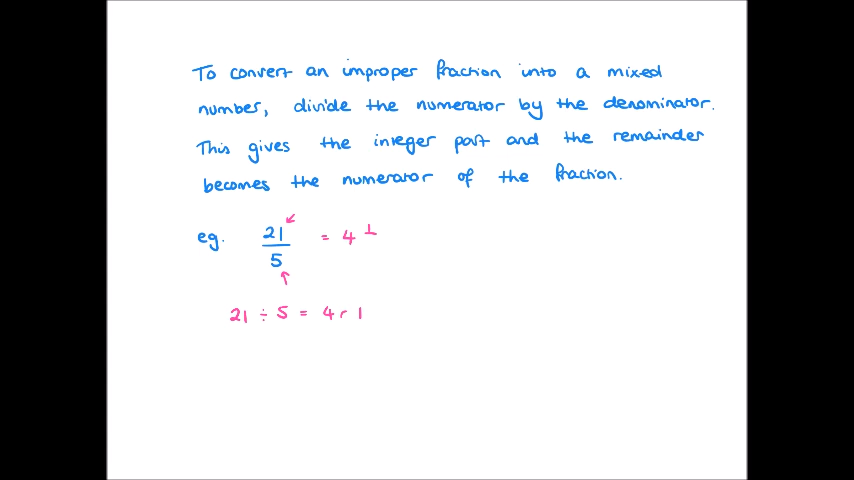 To convert an improper fraction into a mixed
number, divide the numerator by the denominator.
This gives the integer part and the remainder
becomes the numerator of the fraction.
eg. 21/5 = 4 1
21 ÷ 5 = 4 r 1